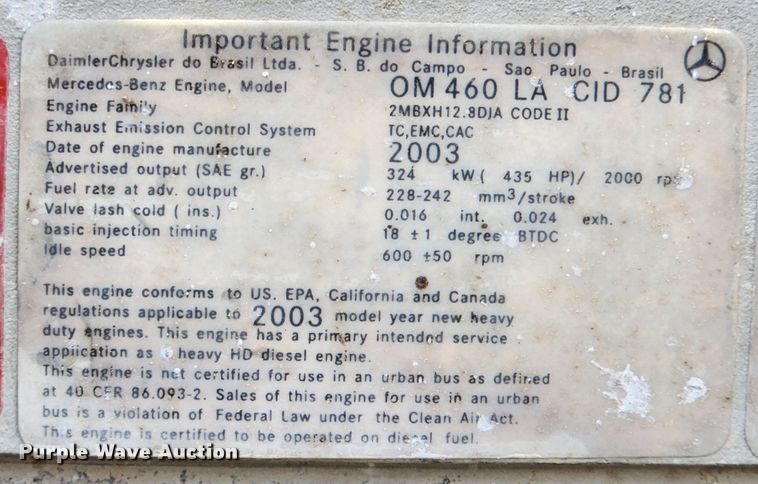 Important Engine Information
DaimlerChrysler do Brasil Ltda. - S. B. do Campo - Sao Paulo - Brasil
Mercedes-Benz Engine, Model OM 460 LA CID 781
Engine Family 2MBXH12.8DJA CODE II
Exhaust Emission Control System TC,EMC,CAC
Date of engine manufacture 2003
Advertised output (SAE gr.) 324 kW ( 435 HP)/ 2000 rpm
Fuel rate at adv. output 228-242 mm³/stroke
Valve lash cold ( ins.) 0.016 int. 0.024 exh.
basic injection timing 18 ±1 degree BTDC
Idle speed 600 ±50 rpm
This engine conforms to US. EPA, California and Canada
regulations applicable to 2003 model year new heavy
duty engines. This engine has a primary intended service
application as a heavy HD diesel engine.
This engine is not certified for use in an urban bus as defined
at 40 CFR 86.093-2. Sales of this engine for use in an urban
bus is a violation of Federal Law under the Clean Air Act.
This engine is certified to be operated on diesel fuel.
Purple Wave Auction